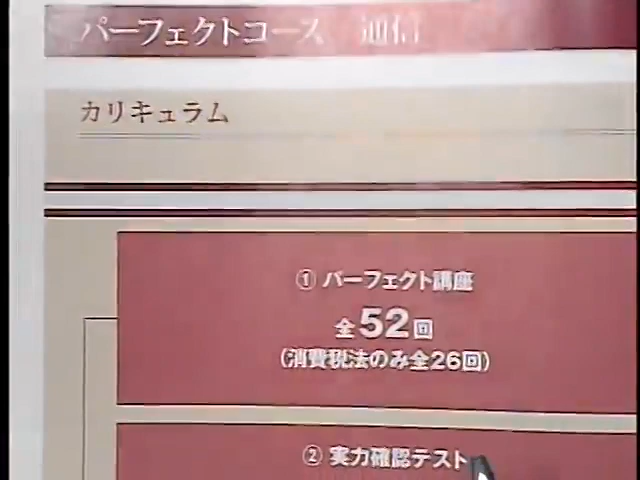 パーフェクトコース 通信
カリキュラム
① パーフェクト講座
全52回
(消費税法のみ全26回)
② 実力確認テスト